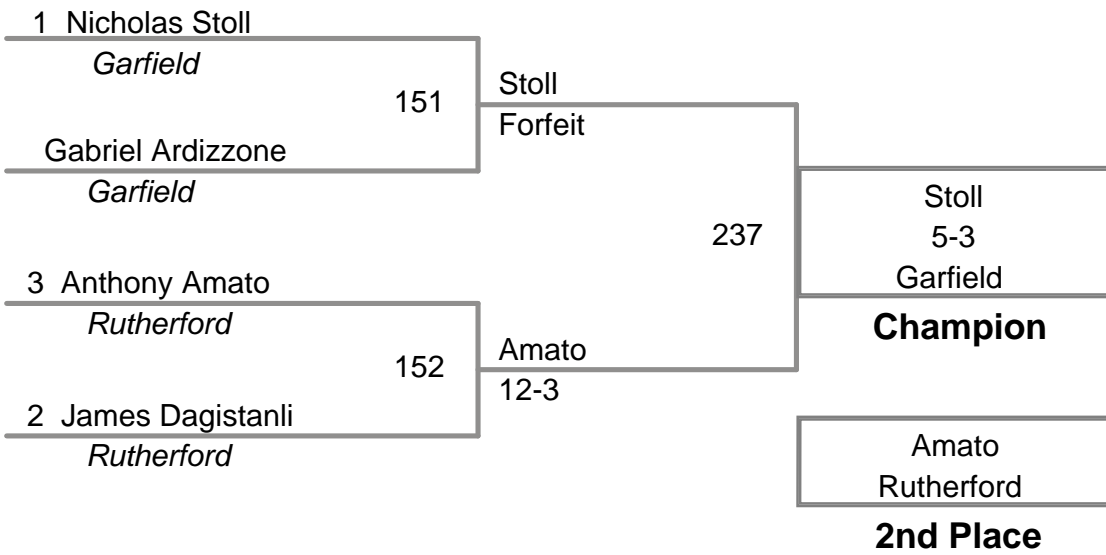 1 Nicholas Stoll
Garfield
151
Gabriel Ardizzone
Garfield
Stoll
Forfeit
3 Anthony Amato
Rutherford
152
2 James Dagistanli
Rutherford
Amato
12-3
237
Stoll
5-3
Garfield
Champion
Amato
Rutherford
2nd Place